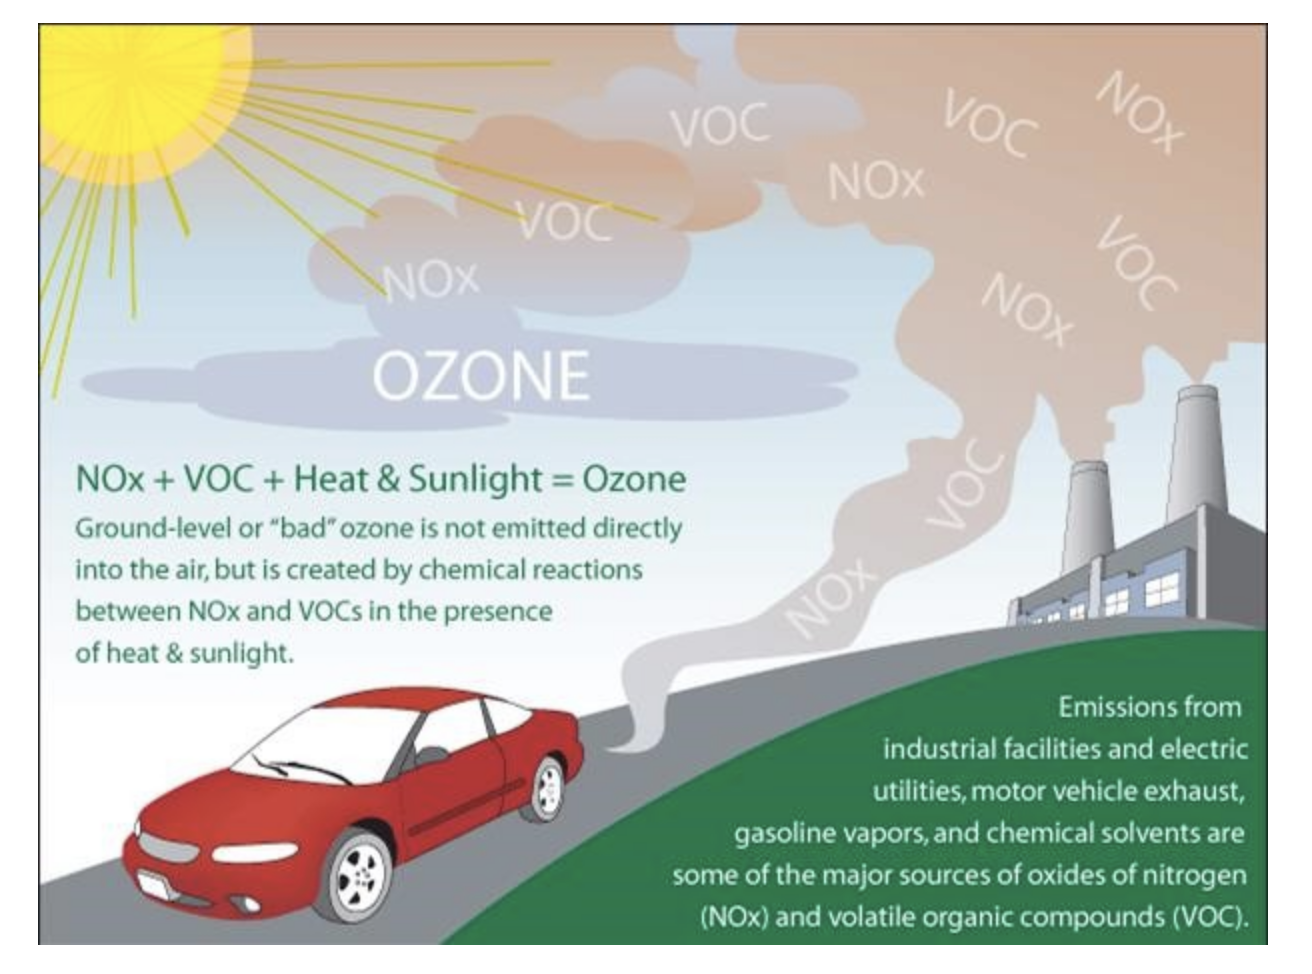 VOC
VOC
NOx
NOx
VOC
VOC
NOx
NOx
OZONE
VOC
NOx
NOx + VOC + Heat & Sunlight = Ozone
Ground-level or “bad” ozone is not emitted directly
into the air, but is created by chemical reactions
between NOx and VOCs in the presence
of heat & sunlight.
Emissions from
industrial facilities and electric
utilities, motor vehicle exhaust,
gasoline vapors, and chemical solvents are
some of the major sources of oxides of nitrogen
(NOx) and volatile organic compounds (VOC).